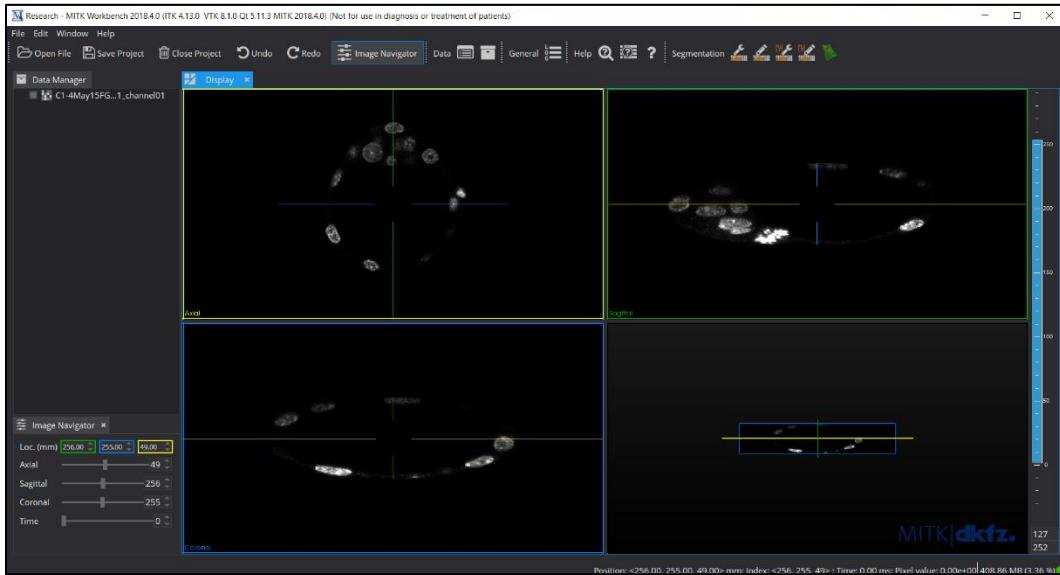 Research - MITK Workbench 2018.4.0 (ITK 4.13.0 VTK 8.1.0 Qt 5.11.3 MITK 2018.4.0) (Not for use in diagnosis or treatment of patients)
File Edit Window Help
Open File Save Project Close Project Undo Redo Image Navigator Data General Help Segmentation
Data Manager
C1-4May15FG...1_channel01
Display
Axial
Sagittal
Coronal
250
200
150
100
50
0
127
252
MITK dkfz.
Image Navigator
Loc. (mm) 256.00 255.00 49.00
Axial 49
Sagittal 256
Coronal 255
Time 0
Position: <256.00, 255.00, 49.00> mm; Index: <256, 255, 49> ; Time: 0.00 ms; Pixel value: 0.00e+00 408.86 MB (3.36 %)